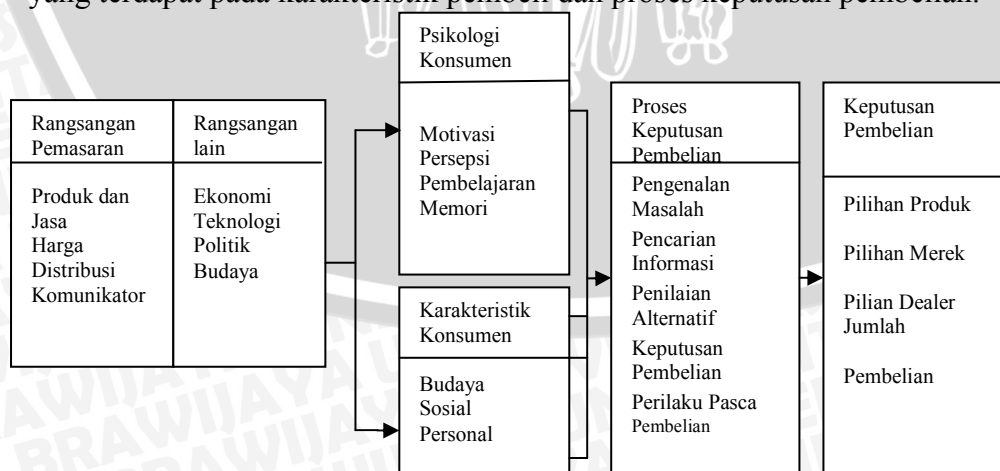 yang terdapat pada karakteristik pembeli dan proses keputusan pembelian.
Rangsangan
Pemasaran
Produk dan
Jasa
Harga
Distribusi
Komunikator
Rangsangan
lain
Ekonomi
Teknologi
Politik
Budaya
Psikologi
Konsumen
Motivasi
Persepsi
Pembelajaran
Memori
Karakteristik
Konsumen
Budaya
Sosial
Personal
Proses
Keputusan
Pembelian
Pengenalan
Masalah
Pencarian
Informasi
Penilaian
Alternatif
Keputusan
Pembelian
Perilaku Pasca
Pembelian
Keputusan
Pembelian
Pilihan Produk
Pilihan Merek
Pilian Dealer
Jumlah
Pembelian